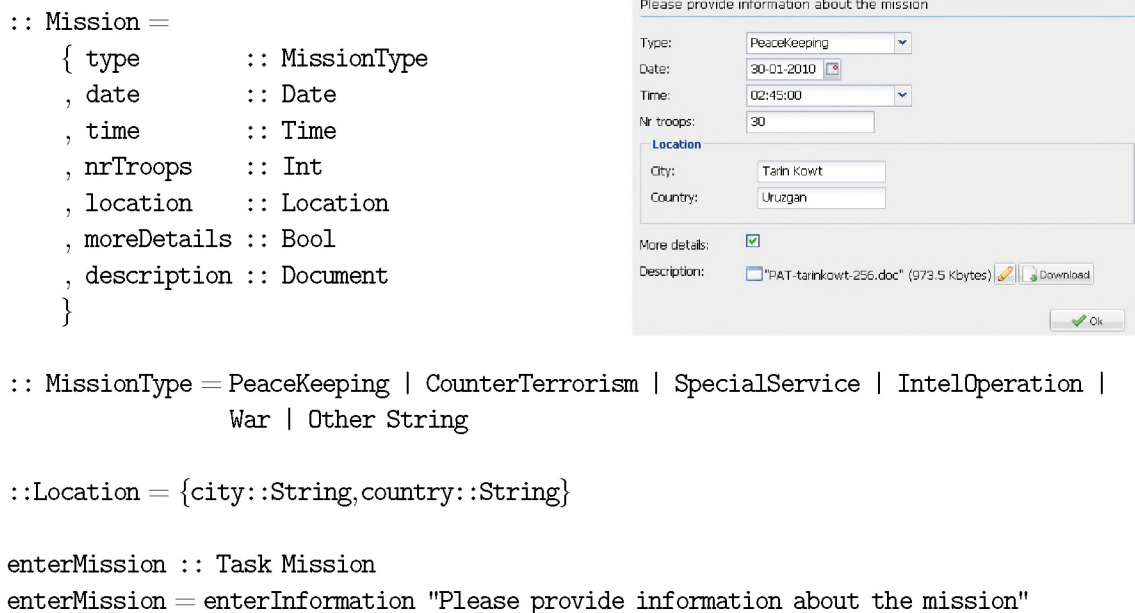 :: Mission =
{ type :: MissionType
, date :: Date
, time :: Time
, nrTroops :: Int
, location :: Location
, moreDetails :: Bool
, description :: Document
}
Please provide information about the mission
Type: PeaceKeeping
Date: 30-01-2010
Time: 02:45:00
Nr troops: 30
Location
City: Tarin Kowt
Country: Uruzgan
More details:
Description: "PAT-tarinkowt-256.doc" (973.5 Kbytes) Download
Ok
:: MissionType = PeaceKeeping | CounterTerrorism | SpecialService | IntelOperation |
War | Other String
::Location = {city::String,country::String}
enterMission :: Task Mission
enterMission = enterInformation "Please provide information about the mission"